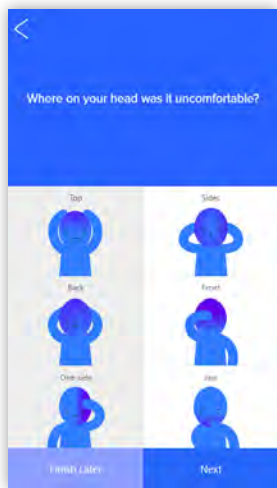 Where on your head was it uncomfortable?
Top
Sides
Back
Front
One side
Jaw
Finish Later
Next